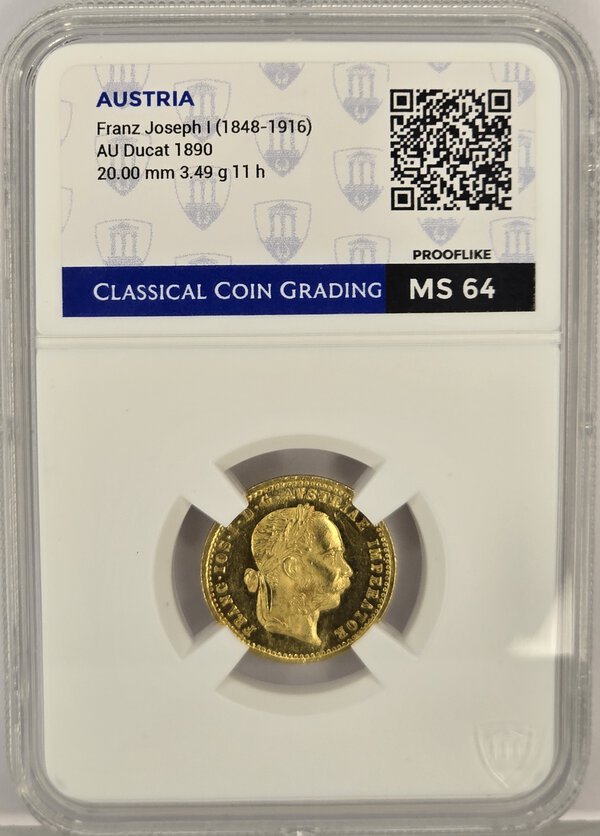 AUSTRIA
Franz Joseph I (1848-1916)
AU Ducat 1890
20.00 mm 3.49 g 11 h
PROOFLIKE
CLASSICAL COIN GRADING MS 64
FRANC·IOS·I·D·G·AVSTRIAE IMPERATOR